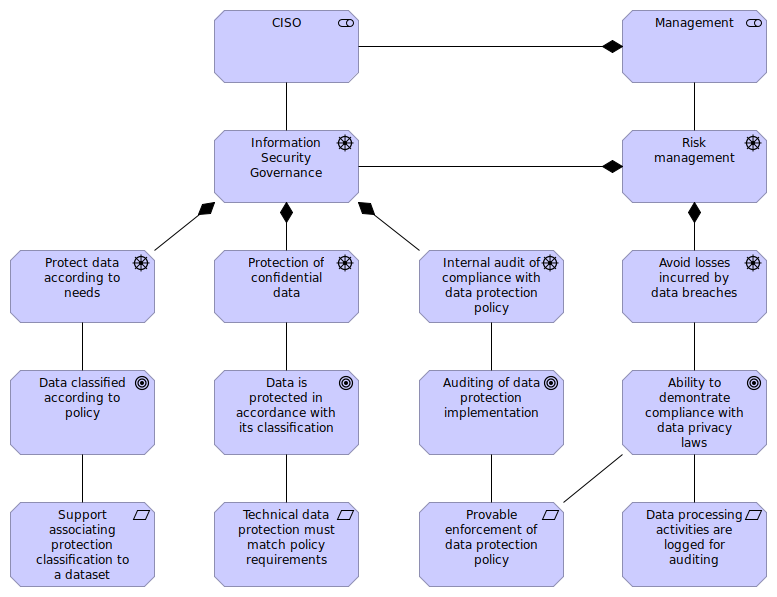 CISO
Management
Information
Security
Governance
Risk
management
Protect data
according to
needs
Protection of
confidential
data
Internal audit of
compliance with
data protection
policy
Avoid losses
incurred by
data breaches
Data classified
according to
policy
Data is
protected in
accordance with
its classification
Auditing of data
protection
implementation
Ability to
demontrate
compliance with
data privacy
laws
Support
associating
protection
classification to
a dataset
Technical data
protection must
match policy
requirements
Provable
enforcement of
data protection
policy
Data processing
activities are
logged for
auditing